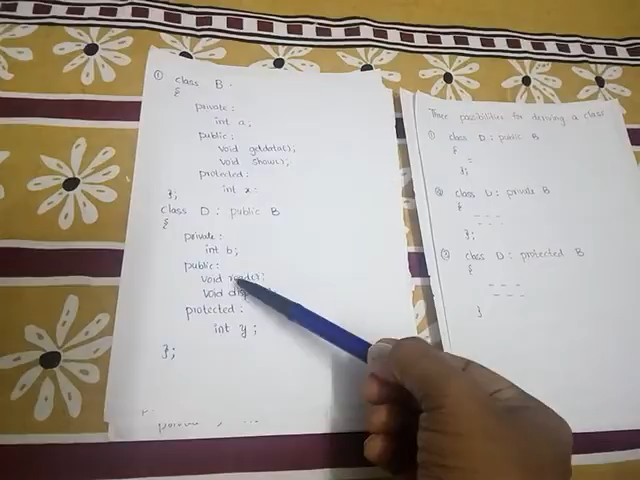 ① class B
{
private:
int a;
public:
void getdata();
void show();
protected:
int x;
};
class D : public B
{
private:
int b;
public:
void read();
void
protected:
int y;
};
Three possibilities for deriving a class
① class D : public B
{
=
};
② class D : private B
{
- - -
- - -
};
③ class D : protected B
{
- - -
- - -
}